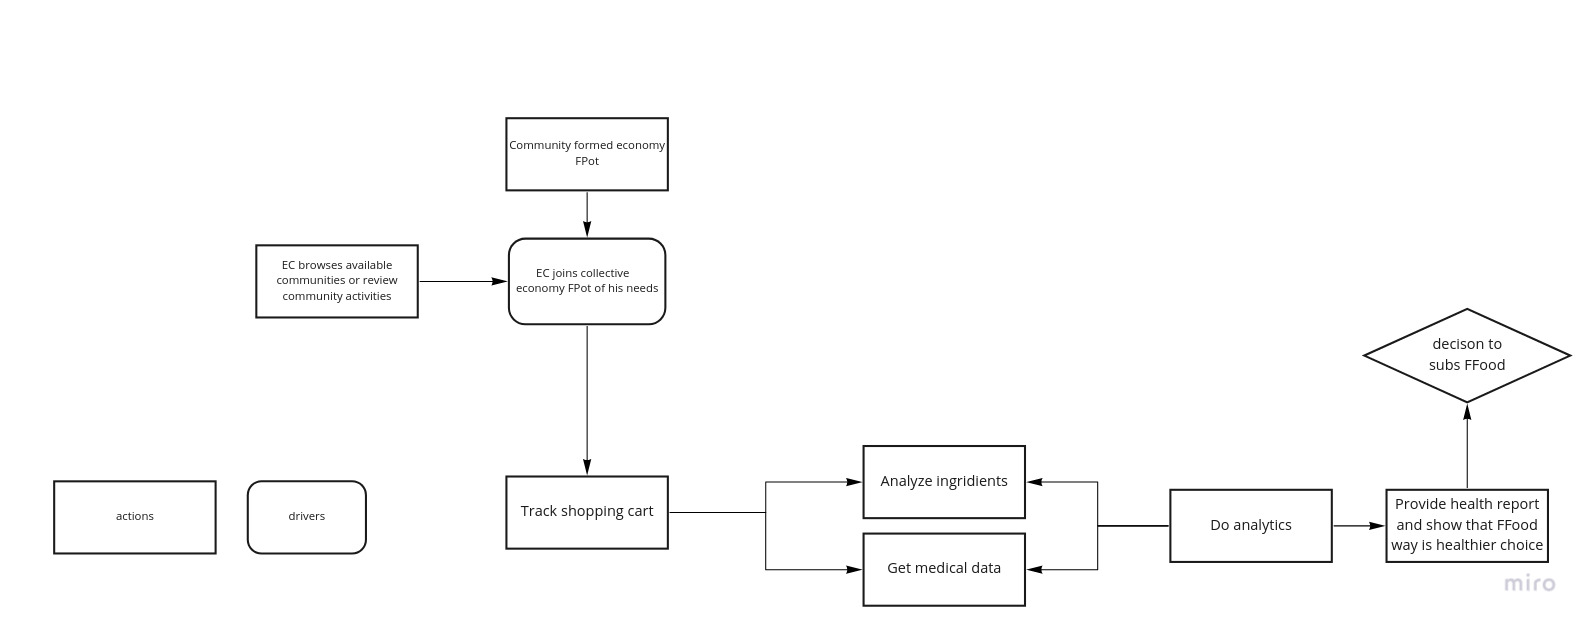 Community formed economy
FPot
EC browses available
communities or review
community activities
EC joins collective
economy FPot of his needs
decison to
subs FFood
actions
drivers
Track shopping cart
Analyze ingridients
Get medical data
Do analytics
Provide health report
and show that FFood
way is healthier choice
miro